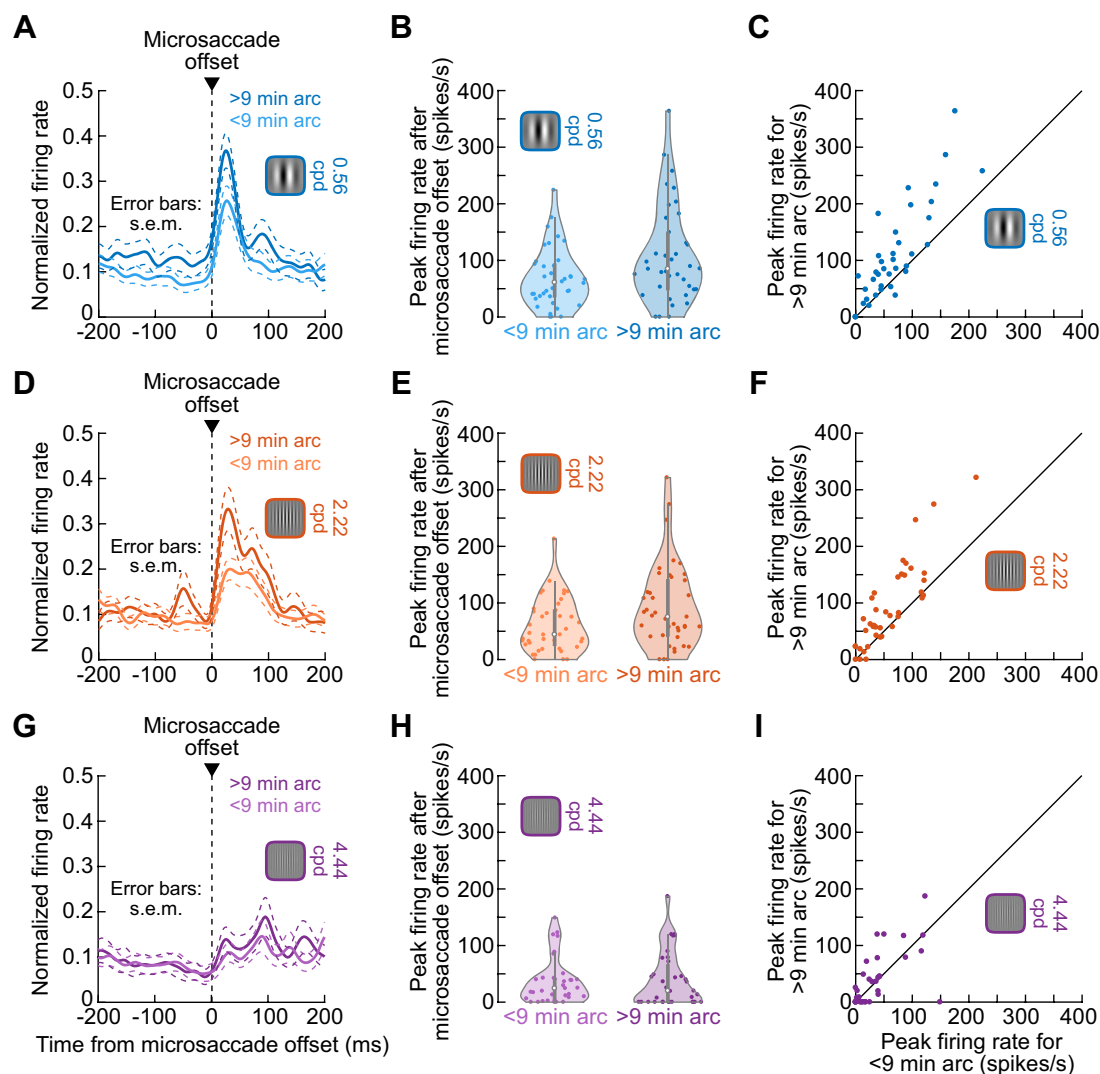 A
Microsaccade
offset
Normalized firing rate
0.5
0.4
0.3
0.2
0.1
0
>9 min arc
<9 min arc
0.56
cpd
Error bars:
s.e.m.
-200
-100
0
100
200
B
Peak firing rate after
microsaccade offset (spikes/s)
400
300
200
100
0
0.56
cpd
<9 min arc
>9 min arc
C
Peak firing rate for
>9 min arc (spikes/s)
400
300
200
100
0
0.56
cpd
0
100
200
300
400
D
Microsaccade
offset
Normalized firing rate
0.5
0.4
0.3
0.2
0.1
0
>9 min arc
<9 min arc
2.22
cpd
Error bars:
s.e.m.
-200
-100
0
100
200
E
Peak firing rate after
microsaccade offset (spikes/s)
400
300
200
100
0
2.22
cpd
<9 min arc
>9 min arc
F
Peak firing rate for
>9 min arc (spikes/s)
400
300
200
100
0
2.22
cpd
0
100
200
300
400
G
Microsaccade
offset
Normalized firing rate
0.5
0.4
0.3
0.2
0.1
0
>9 min arc
<9 min arc
4.44
cpd
Error bars:
s.e.m.
-200
-100
0
100
200
Time from microsaccade offset (ms)
H
Peak firing rate after
microsaccade offset (spikes/s)
400
300
200
100
0
4.44
cpd
<9 min arc
>9 min arc
I
Peak firing rate for
>9 min arc (spikes/s)
400
300
200
100
0
4.44
cpd
0
100
200
300
400
Peak firing rate for
<9 min arc (spikes/s)